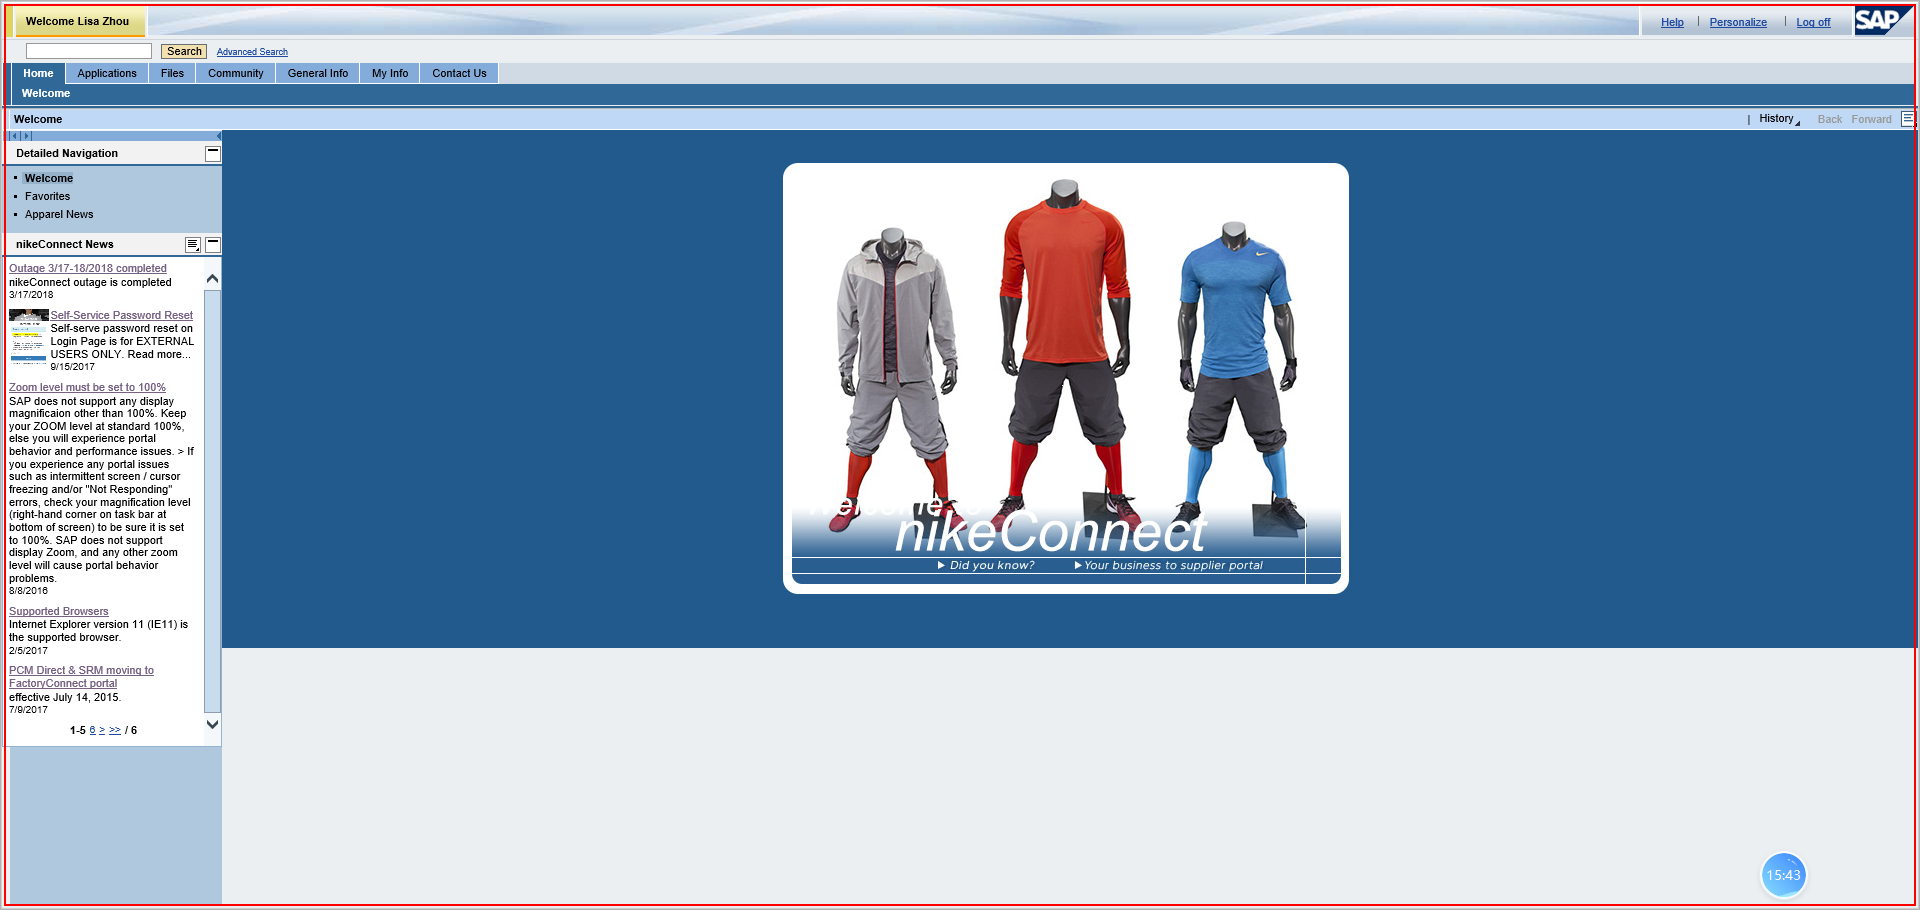 Welcome Lisa Zhou
Help | Personalize | Log off
SAP
Search Advanced Search
Home Applications Files Community General Info My Info Contact Us
Welcome
Welcome
| History Back Forward
Detailed Navigation
Welcome
Favorites
Apparel News
nikeConnect News
Outage 3/17-18/2018 completed
nikeConnect outage is completed
3/17/2018
Self-Service Password Reset
Self-serve password reset on
Login Page is for EXTERNAL
USERS ONLY. Read more...
9/15/2017
Zoom level must be set to 100%
SAP does not support any display
magnificaion other than 100%. Keep
your ZOOM level at standard 100%,
else you will experience portal
behavior and performance issues. > If
you experience any portal issues
such as intermittent screen / cursor
freezing and/or "Not Responding"
errors, check your magnification level
(right-hand corner on task bar at
bottom of screen) to be sure it is set
to 100%. SAP does not support
display Zoom, and any other zoom
level will cause portal behavior
problems.
8/8/2016
Supported Browsers
Internet Explorer version 11 (IE11) is
the supported browser.
2/5/2017
PCM Direct & SRM moving to
FactoryConnect portal
effective July 14, 2015.
7/9/2017
1-5 6 > >> / 6
Welcome to
nikeConnect
Did you know? Your business to supplier portal
15:43